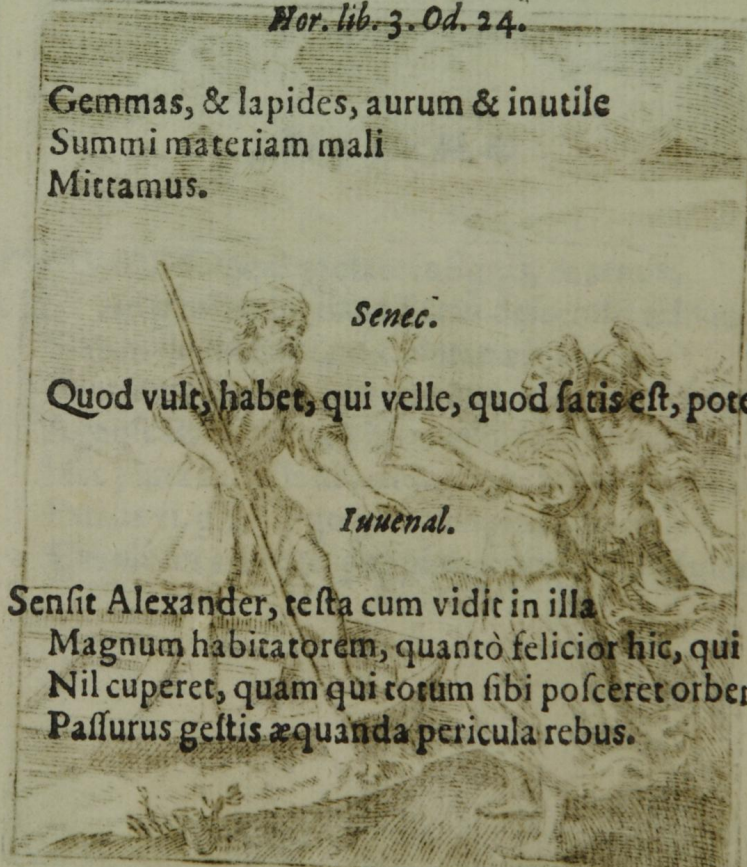 Hor. lib. 3. Od. 24.
Gemmas, & lapides, aurum & inutile
Summi materiam mali
Mittamus.
Senec.
Quod vult, habet, qui velle, quod ſatis eſt, pote
Iuuenal.
Senſit Alexander, teſta cum vidit in illa
Magnum habitatorem, quantò felicior hic, qui
Nil cuperet, quam qui totum ſibi poſceret orbem
Paſſurus geſtis æquanda pericula rebus.